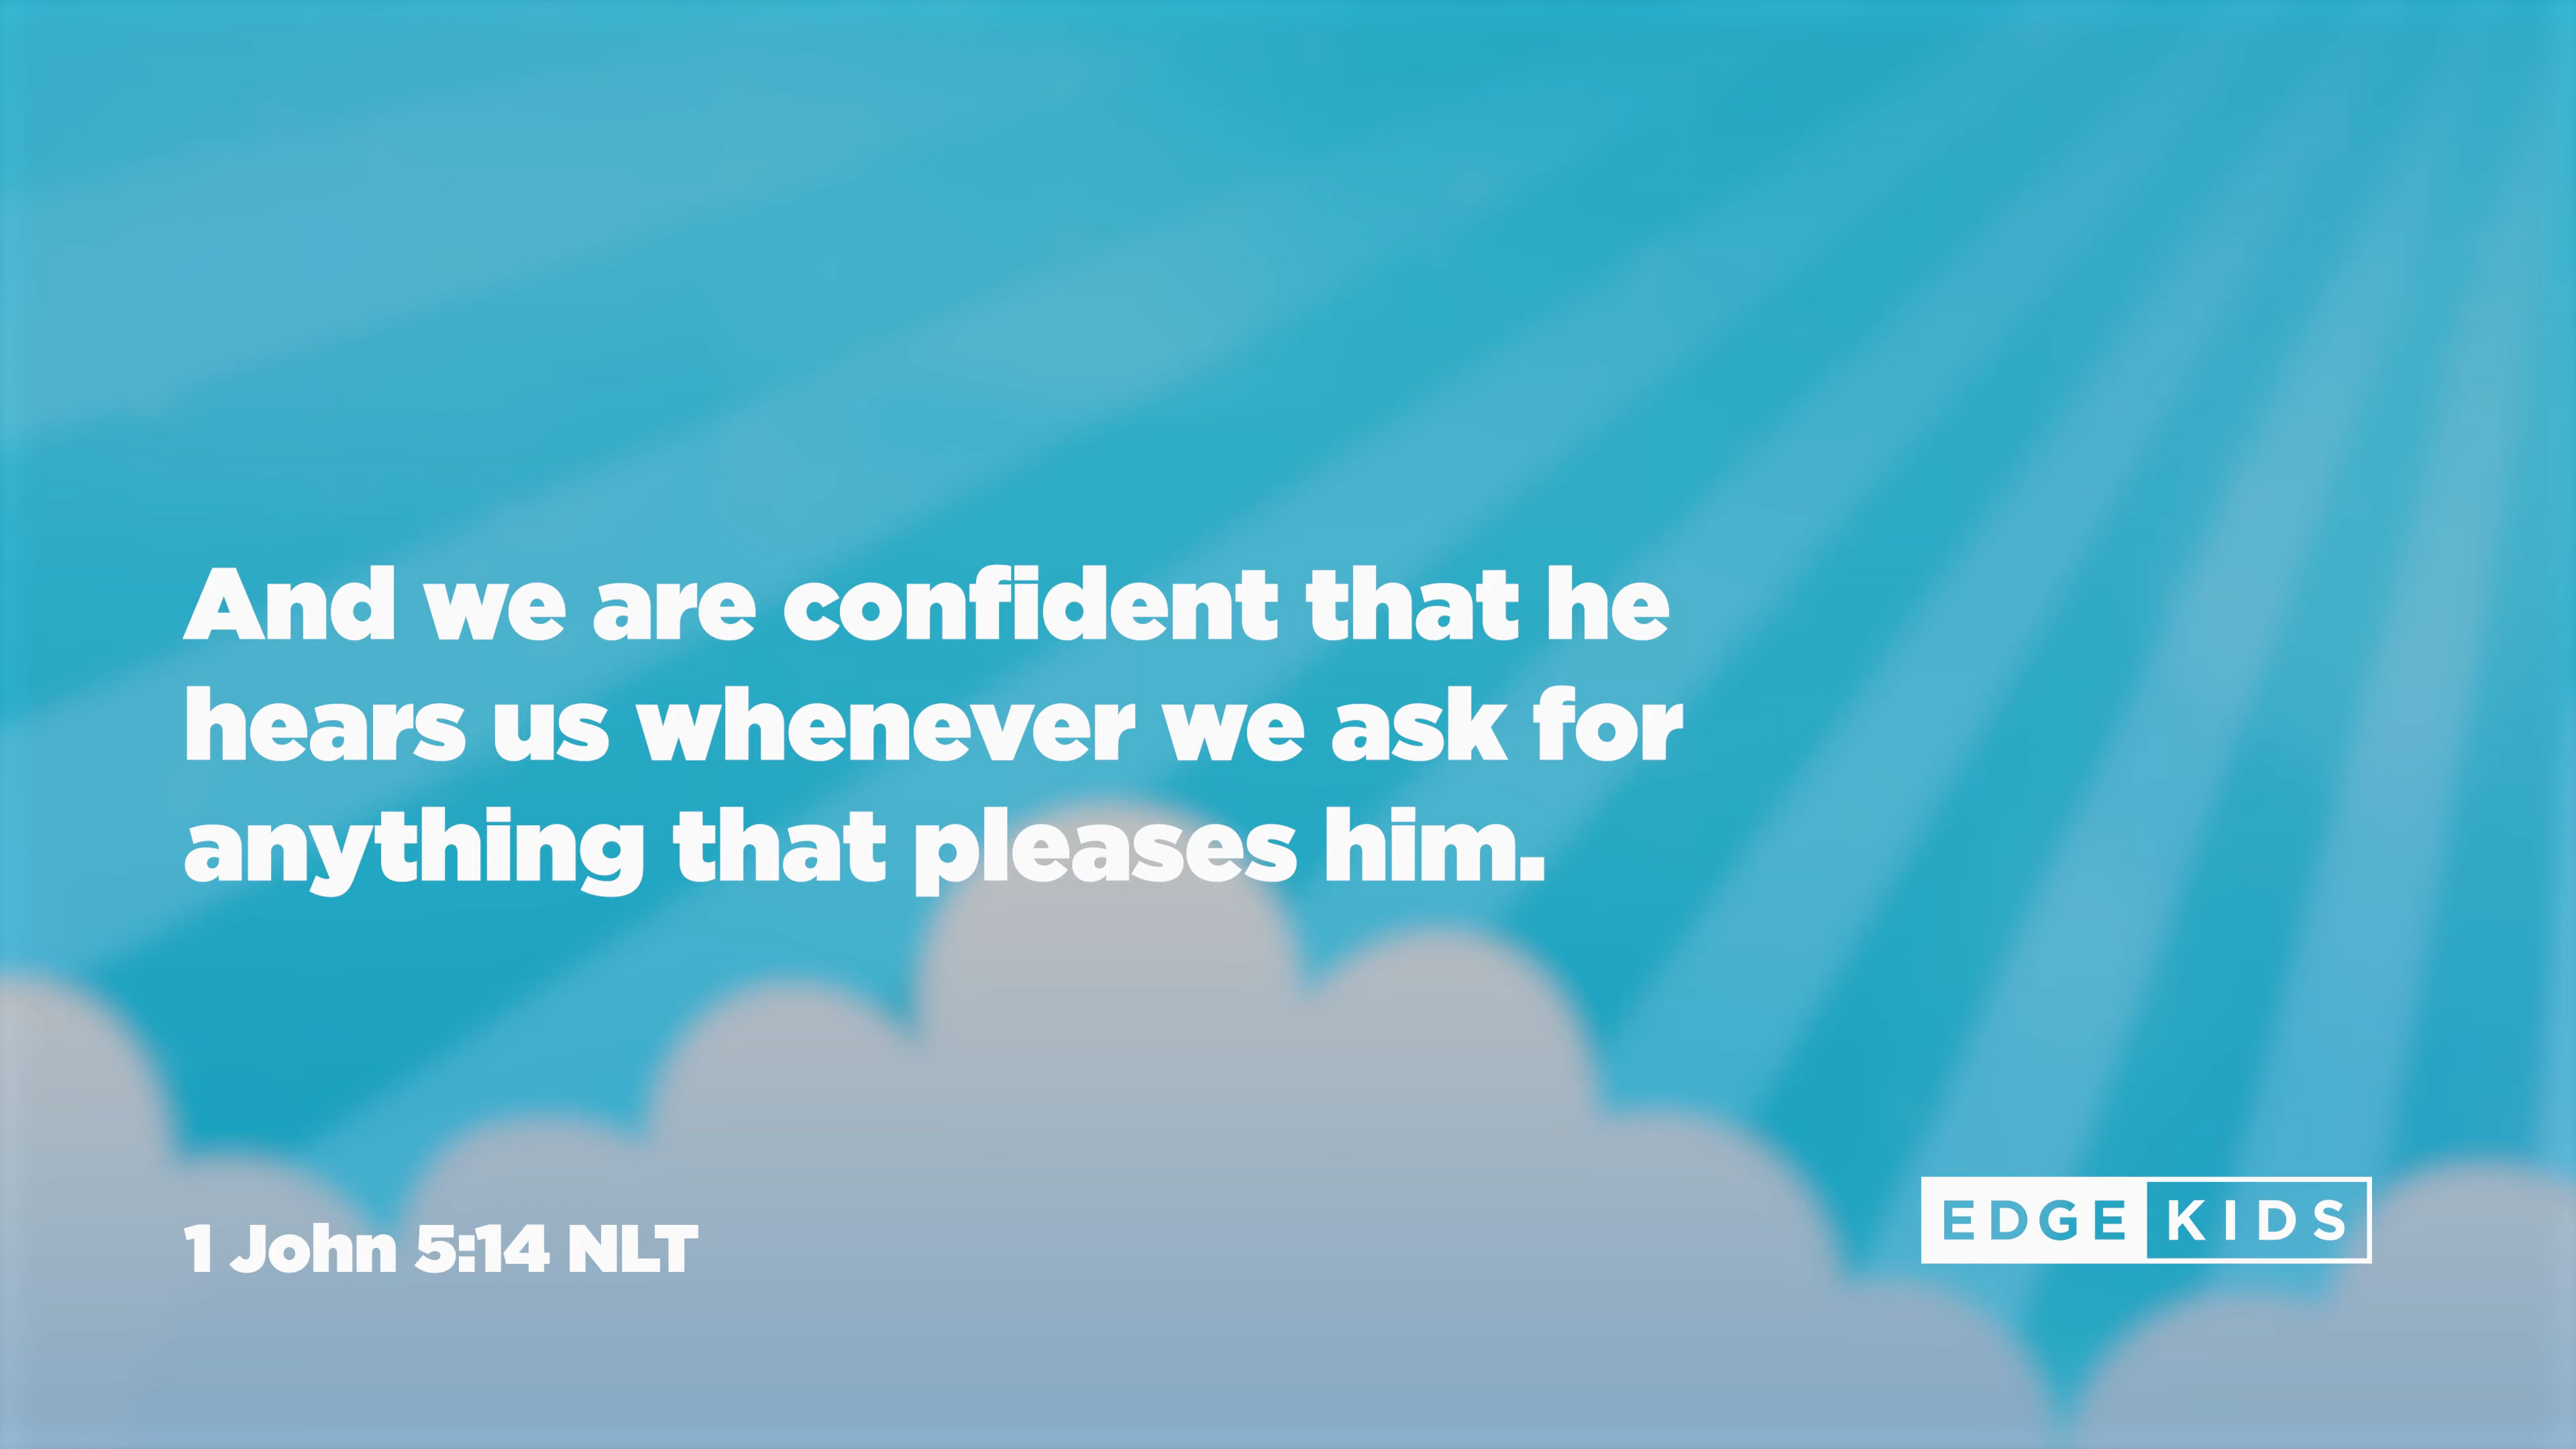 And we are confident that he
hears us whenever we ask for
anything that pleases him.
1 John 5:14 NLT
EDGE KIDS